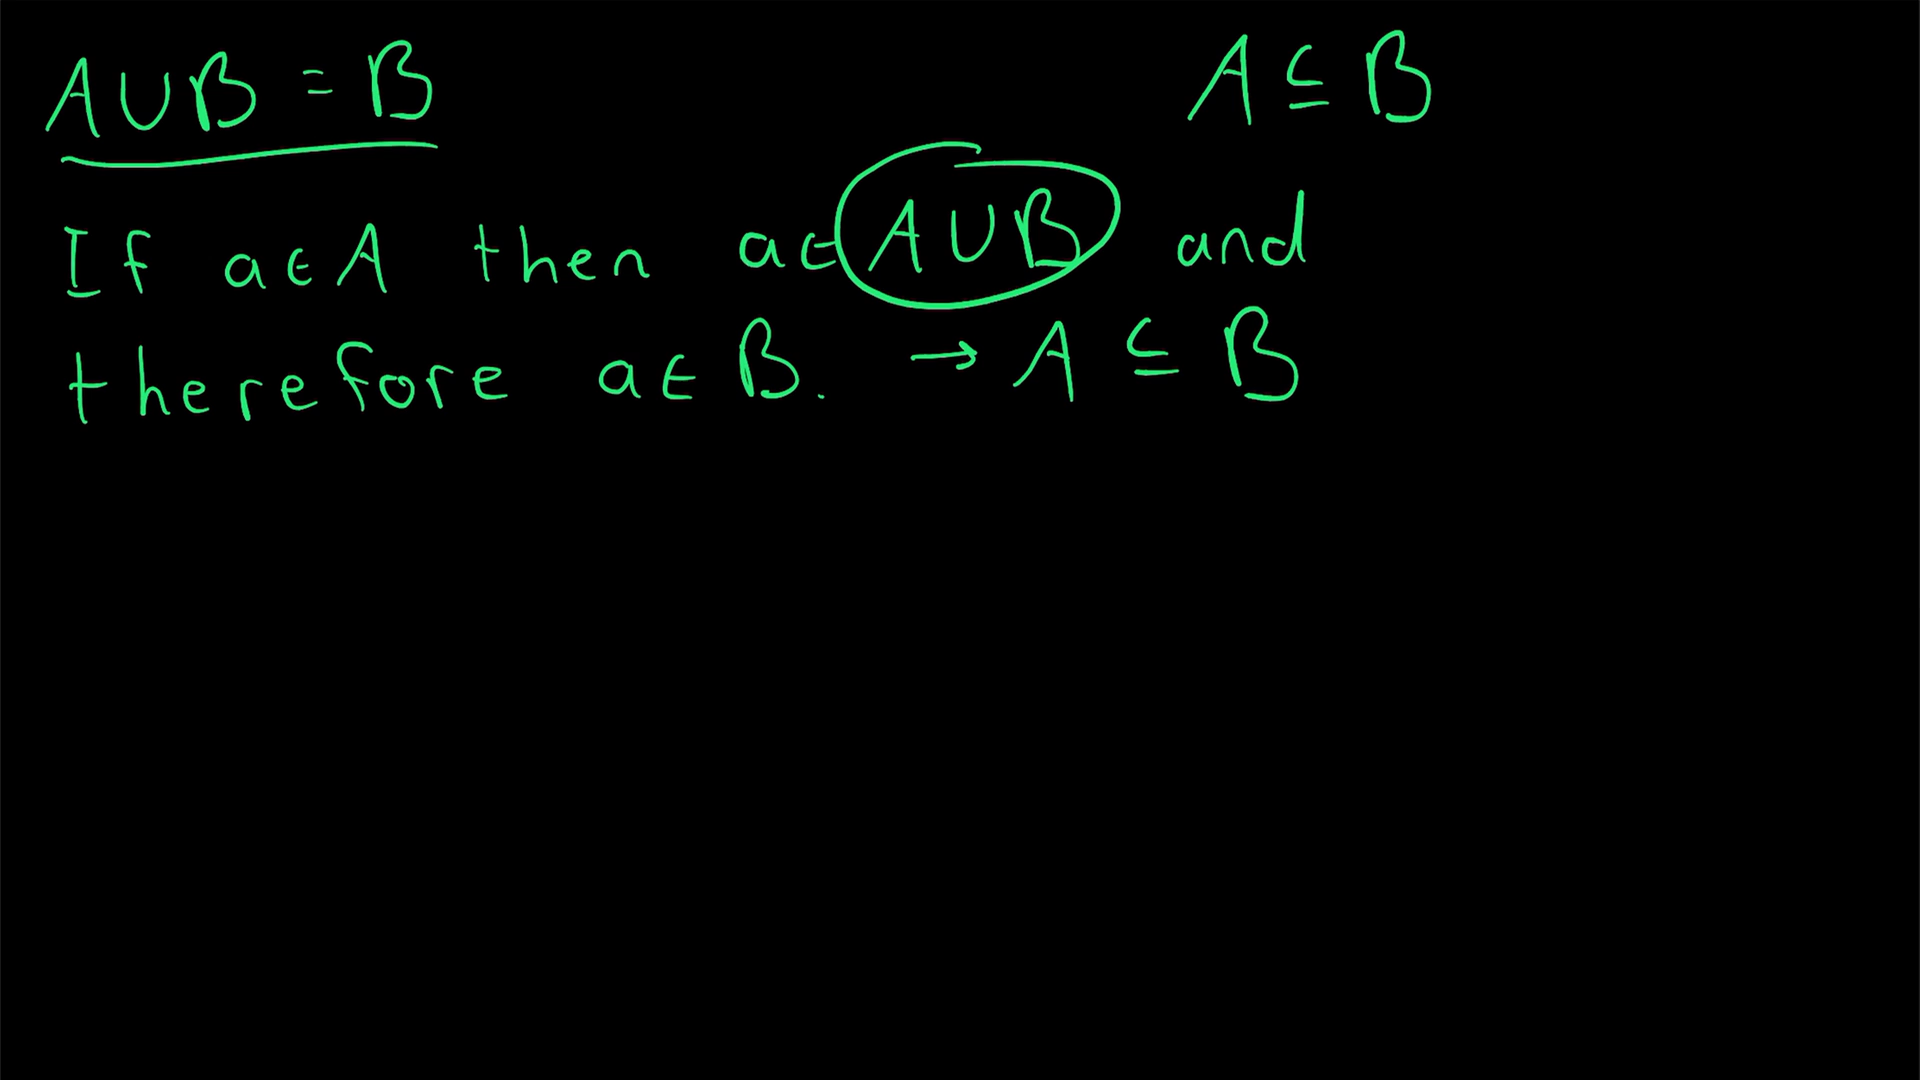 A∪B = B A ⊆ B
If a∈A then a∈A∪B and
therefore a∈B. → A ⊆ B